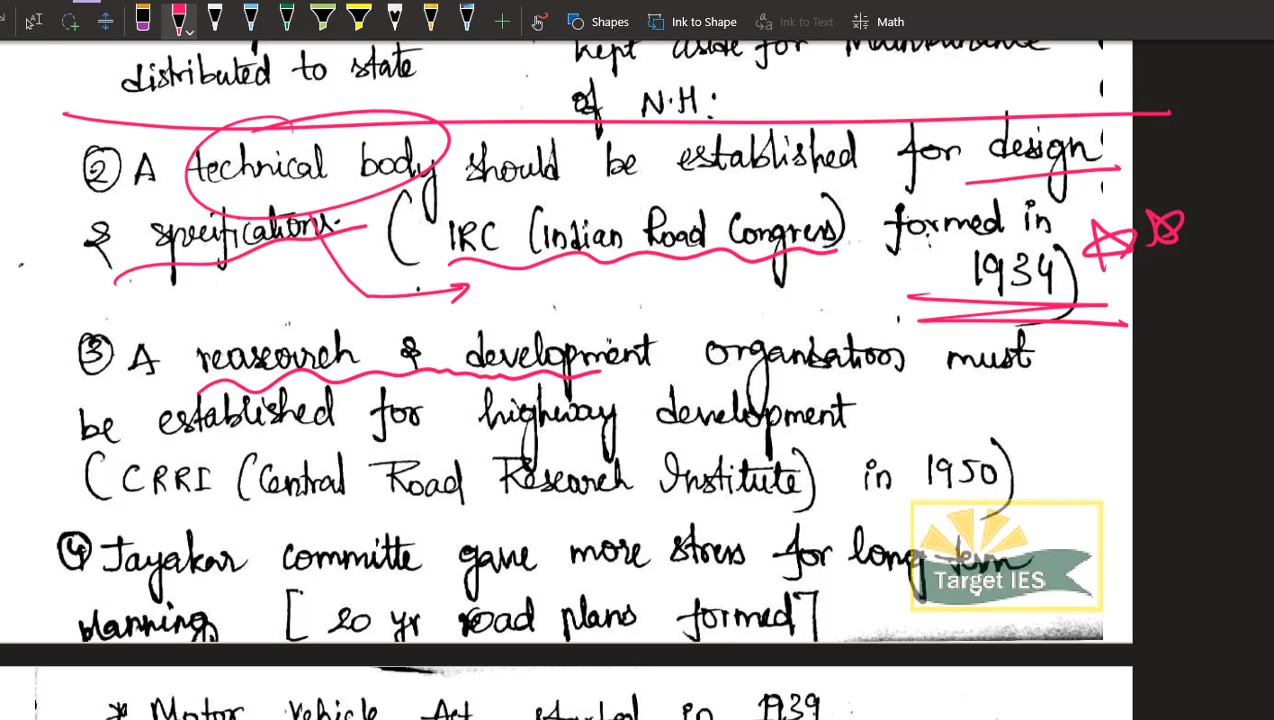 Shapes Ink to Shape Ink to Text Math
distributed to state
kept aside for Maintainance
of N.H:
② A technical body should be established for design
& specifications. ( IRC (Indian Road Congress) formed in
1934)
③ A reasearch & development organisation must
be established for highway development
( CRRI (Central Road Research Institute) in 1950)
④ Jayakar committe gave more stress for long term
planning [ 20 yr road plans formed]
Target IES
* Motor vehicle Act started in 1939